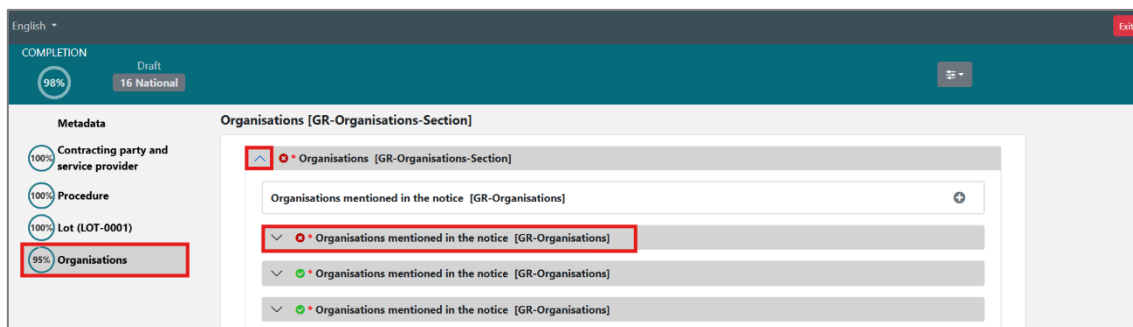 English
Exit
COMPLETION
98%
Draft
16 National
Metadata
100% Contracting party and
service provider
100% Procedure
100% Lot (LOT-0001)
95% Organisations
Organisations [GR-Organisations-Section]
* Organisations [GR-Organisations-Section]
Organisations mentioned in the notice [GR-Organisations]
* Organisations mentioned in the notice [GR-Organisations]
* Organisations mentioned in the notice [GR-Organisations]
* Organisations mentioned in the notice [GR-Organisations]